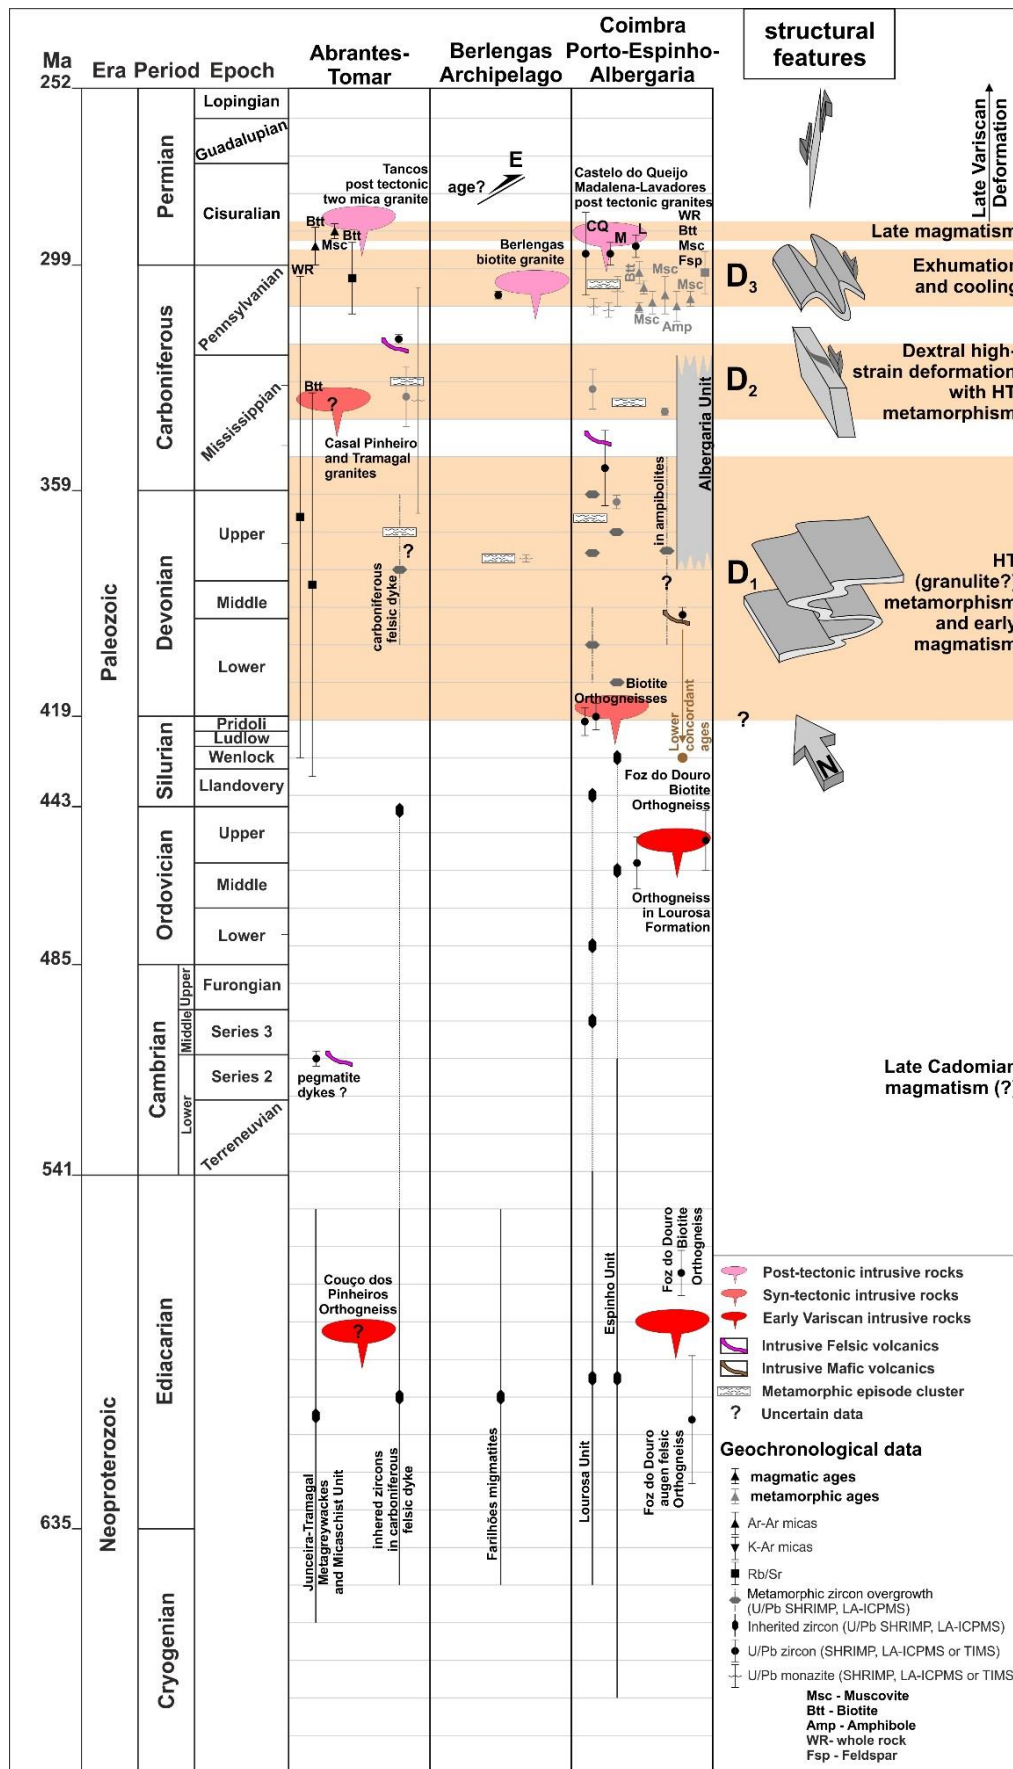 Coimbra
Abrantes-
Tomar
Berlengas
Archipelago
Porto-Espinho-
Albergaria
structural
features
Ma
Era
Period
Epoch
252
Lopingian
Guadalupian
Permian
Cisuralian
299
Pennsylvanian
Carboniferous
Mississippian
359
Upper
Devonian
Middle
Lower
Paleozoic
419
Pridoli
Ludlow
Silurian
Wenlock
Llandovery
443
Upper
Ordovician
Middle
Lower
485
Upper
Furongian
Middle
Series 3
Cambrian
Series 2
Lower
Terreneuvian
541
Ediacarian
Neoproterozoic
635
Cryogenian
Tancos
post tectonic
two mica granite
Btt
Btt
Msc
WR
Btt
?
Casal Pinheiro
and Tramagal
granites
?
carboniferous
felsic dyke
pegmatite
dykes ?
Couço dos
Pinheiros
Orthogneiss
?
Junceira-Tramagal
Metagreywackes
and Micaschist Unit
inhered zircons
in carboniferous
felsic dyke
E
age?
Berlengas
biotite granite
Farilhões migmatites
Castelo do Queijo
Madalena-Lavadores
post tectonic granites
WR
Btt
Msc
Fsp
CQ
M
L
Btt
Msc
Msc
Msc
Amp
Albergaria Unit
in ampibolites
?
Biotite
Orthogneisses
Lower
concordant
ages
Foz do Douro
Biotite
Orthogneiss
Orthogneiss
in Lourosa
Formation
Foz do Douro
Biotite
Orthogneiss
Espinho Unit
Lourosa Unit
Foz do Douro
augen felsic
Orthogneiss
Late Variscan
Deformation
Late magmatism
D3
Exhumation
and cooling
D2
Dextral high-
strain deformation
with HT
metamorphism
D1
HT
(granulite?)
metamorphism
and early
magmatism
?
N
Late Cadomian
magmatism (?)
Post-tectonic intrusive rocks
Syn-tectonic intrusive rocks
Early Variscan intrusive rocks
Intrusive Felsic volcanics
Intrusive Mafic volcanics
Metamorphic episode cluster
? Uncertain data
Geochronological data
magmatic ages
metamorphic ages
Ar-Ar micas
K-Ar micas
Rb/Sr
Metamorphic zircon overgrowth
(U/Pb SHRIMP, LA-ICPMS)
Inherited zircon (U/Pb SHRIMP, LA-ICPMS)
U/Pb zircon (SHRIMP, LA-ICPMS or TIMS)
U/Pb monazite (SHRIMP, LA-ICPMS or TIMS
Msc - Muscovite
Btt - Biotite
Amp - Amphibole
WR- whole rock
Fsp - Feldspar